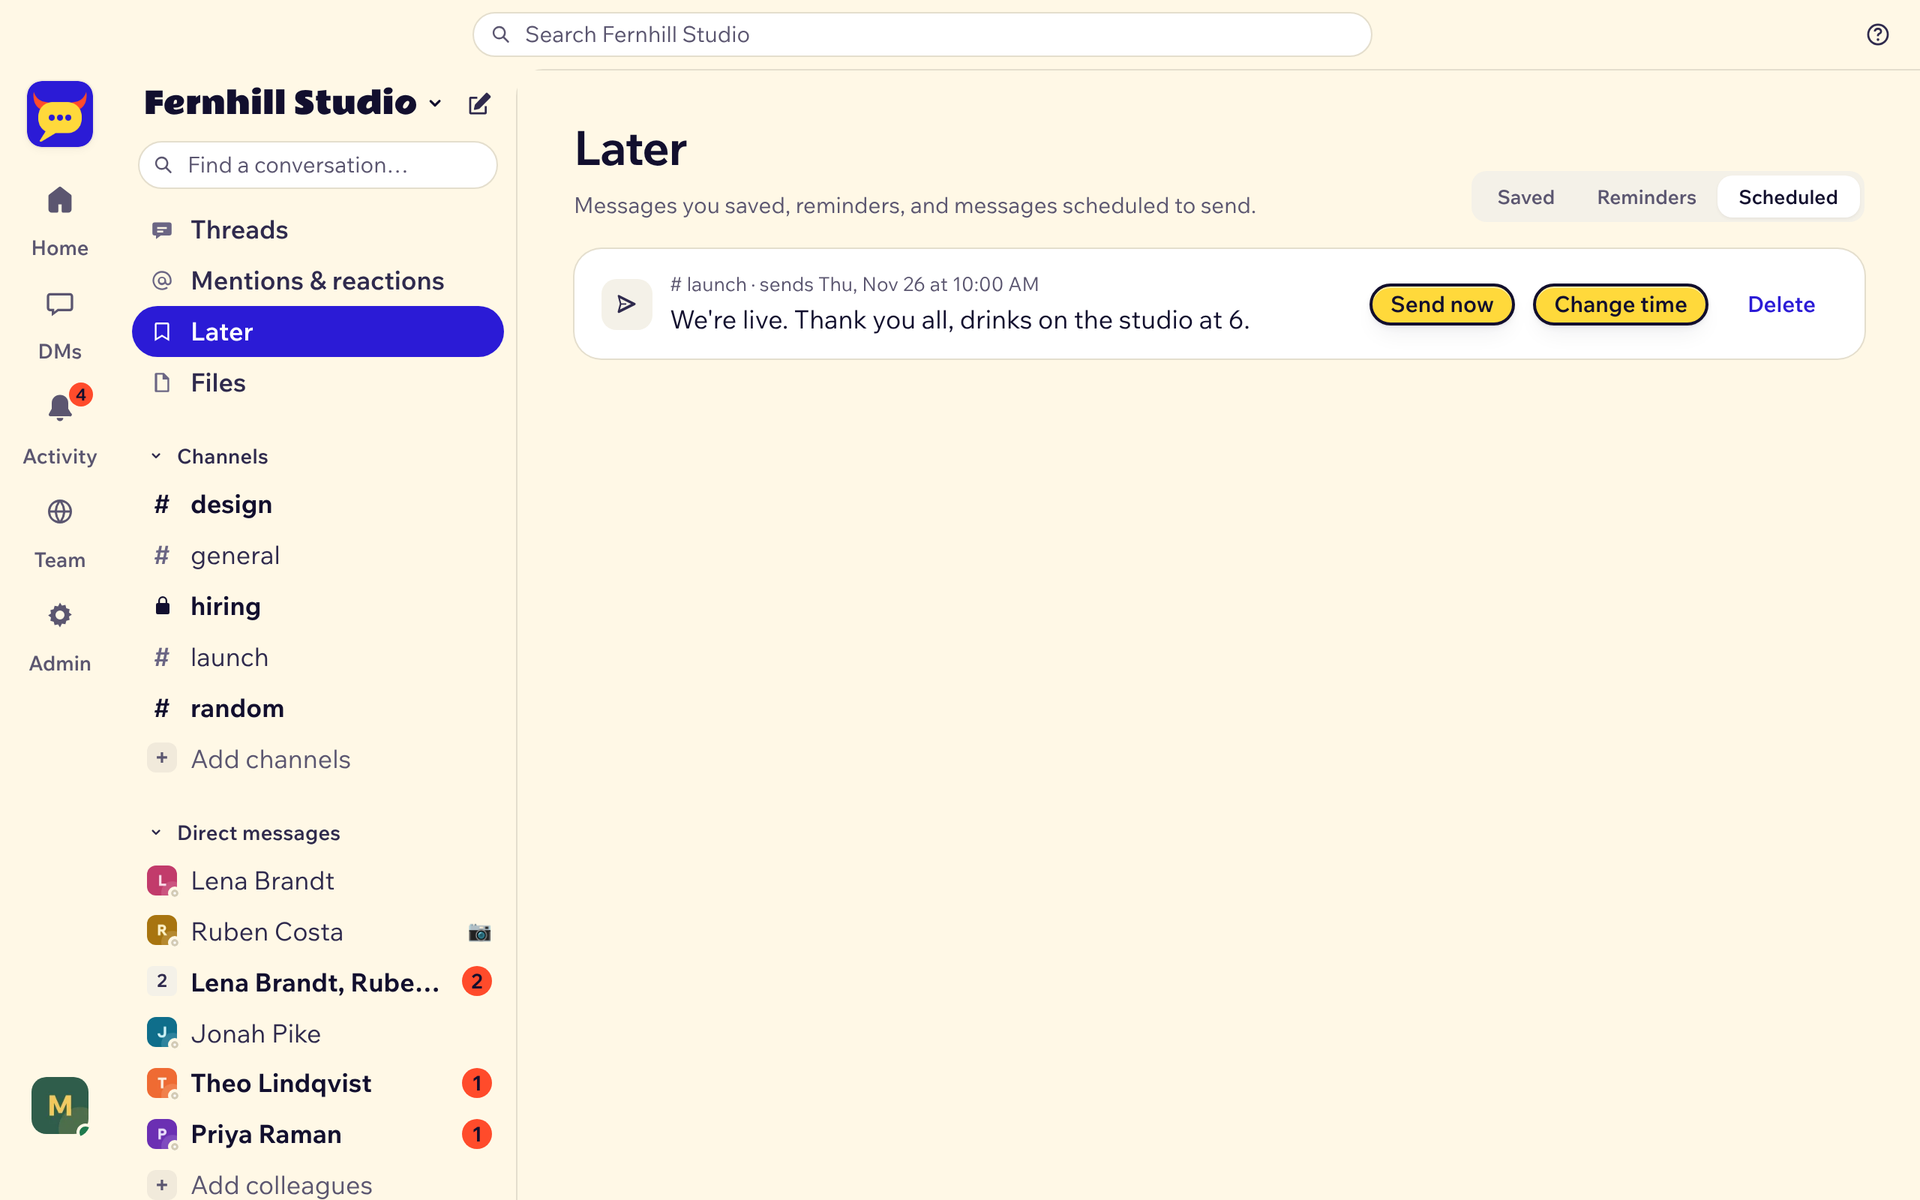 Search Fernhill Studio
Fernhill Studio
Find a conversation…
Home
DMs
4
Activity
Team
Admin
M
Threads
Mentions & reactions
Later
Files
Channels
# design
# general
hiring
# launch
# random
+ Add channels
Direct messages
L Lena Brandt
R Ruben Costa
2 Lena Brandt, Rube… 2
J Jonah Pike
T Theo Lindqvist 1
P Priya Raman 1
+ Add colleagues
Later
Messages you saved, reminders, and messages scheduled to send.
Saved Reminders Scheduled
# launch · sends Thu, Nov 26 at 10:00 AM
We're live. Thank you all, drinks on the studio at 6.
Send now Change time Delete